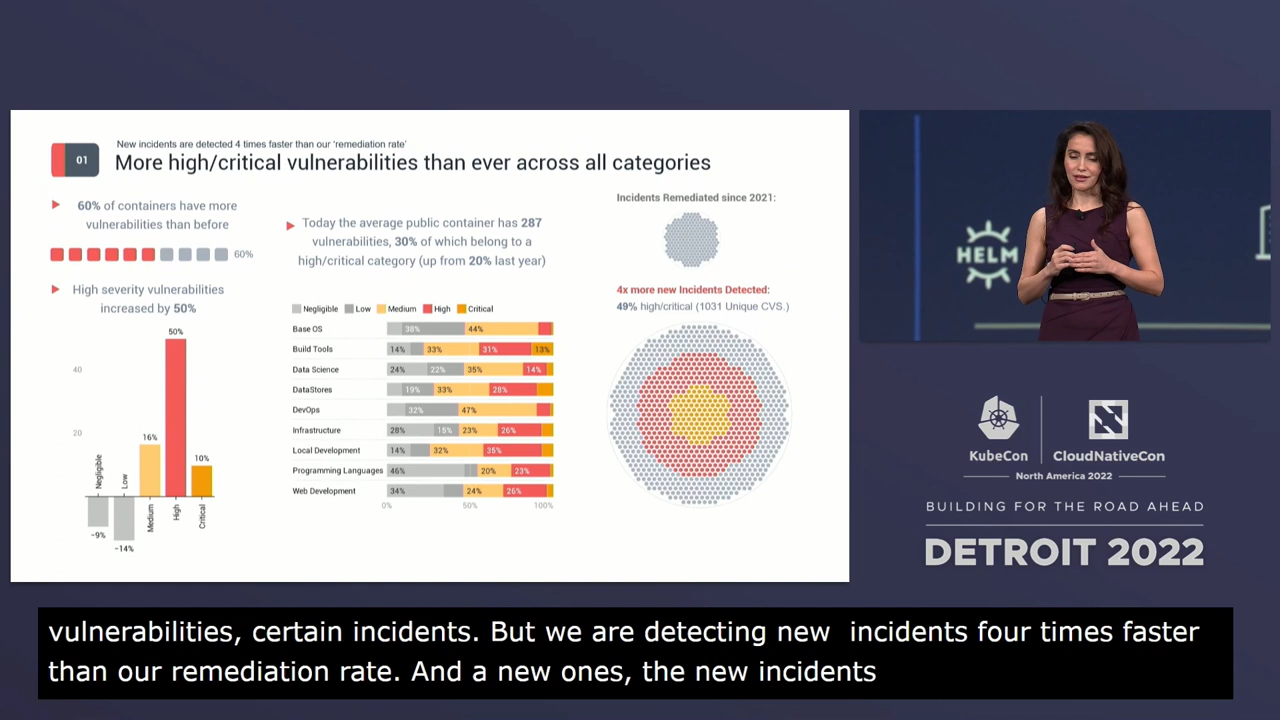 01
New incidents are detected 4 times faster than our 'remediation rate'
More high/critical vulnerabilities than ever across all categories
60% of containers have more
vulnerabilities than before
60%
High severity vulnerabilities
increased by 50%
50%
40
20
16%
10%
Negligible
Low
Medium
High
Critical
-9%
-14%
Today the average public container has 287
vulnerabilities, 30% of which belong to a
high/critical category (up from 20% last year)
Negligible Low Medium High Critical
Base OS 38% 44%
Build Tools 14% 33% 31% 13%
Data Science 24% 22% 35% 14%
DataStores 19% 33% 28%
DevOps 32% 47%
Infrastructure 28% 15% 23% 26%
Local Development 14% 32% 35%
Programming Languages 46% 20% 23%
Web Development 34% 24% 26%
0% 50% 100%
Incidents Remediated since 2021:
4x more new Incidents Detected:
49% high/critical (1031 Unique CVS.)
HELM
KubeCon CloudNativeCon
North America 2022
BUILDING FOR THE ROAD AHEAD
DETROIT 2022
vulnerabilities, certain incidents. But we are detecting new incidents four times faster
than our remediation rate. And a new ones, the new incidents